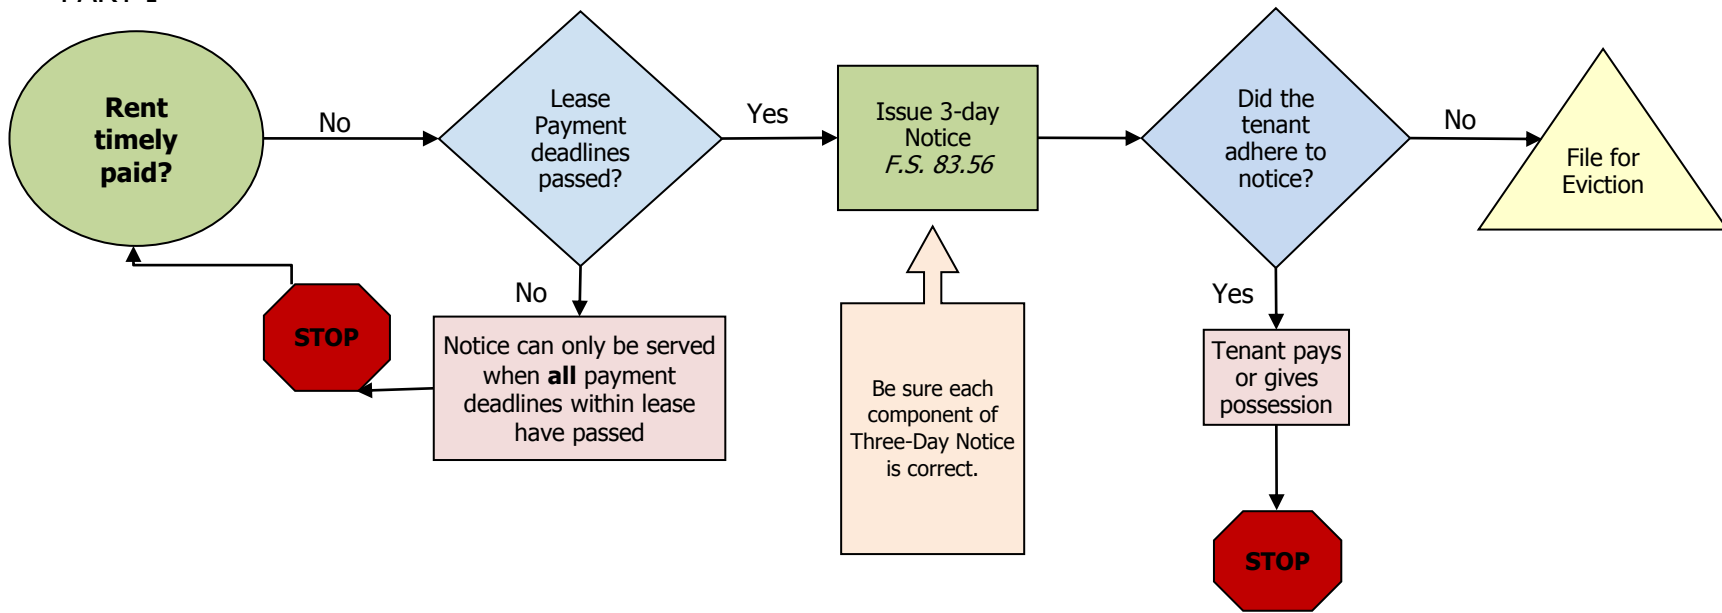 PART I
Rent
timely
paid?
No
Lease
Payment
deadlines
passed?
Yes
Issue 3-day
Notice
F.S. 83.56
Did the
tenant
adhere to
notice?
No
File for
Eviction
No
STOP
Notice can only be served
when all payment
deadlines within lease
have passed
Be sure each
component of
Three-Day Notice
is correct.
Yes
Tenant pays
or gives
possession
STOP